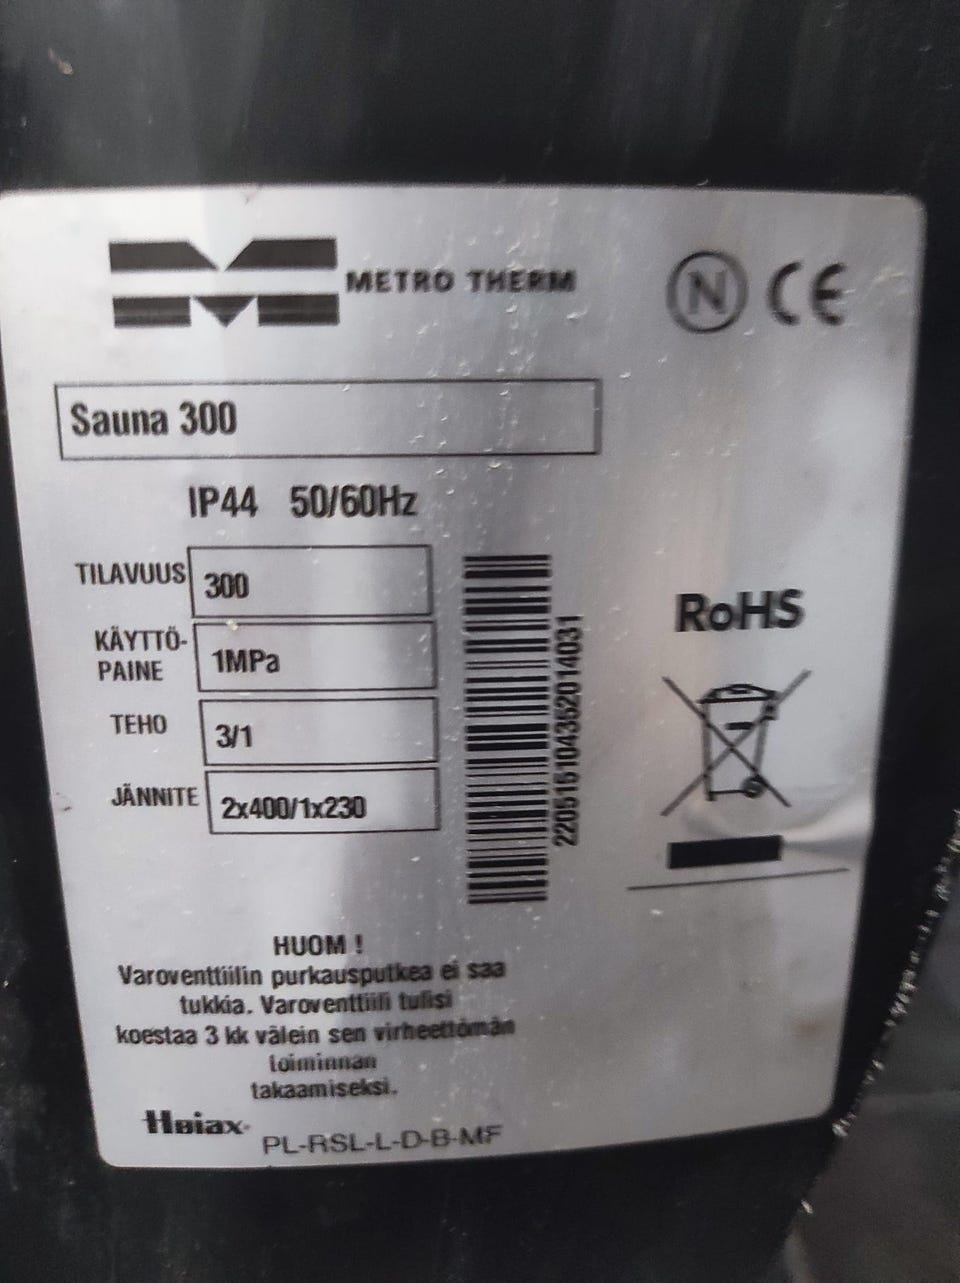 METRO THERM
N CE
Sauna 300
IP44 50/60Hz
TILAVUUS 300
KÄYTTÖ-
PAINE 1MPa
TEHO 3/1
JÄNNITE 2x400/1x230
220515104352014031
RoHS
HUOM !
Varoventtiilin purkausputkea ei saa
tukkia. Varoventtiili tulisi
koestaa 3 kk välein sen virheettömän
toiminnan
takaamiseksi.
Høiax
PL-RSL-L-D-B-MF